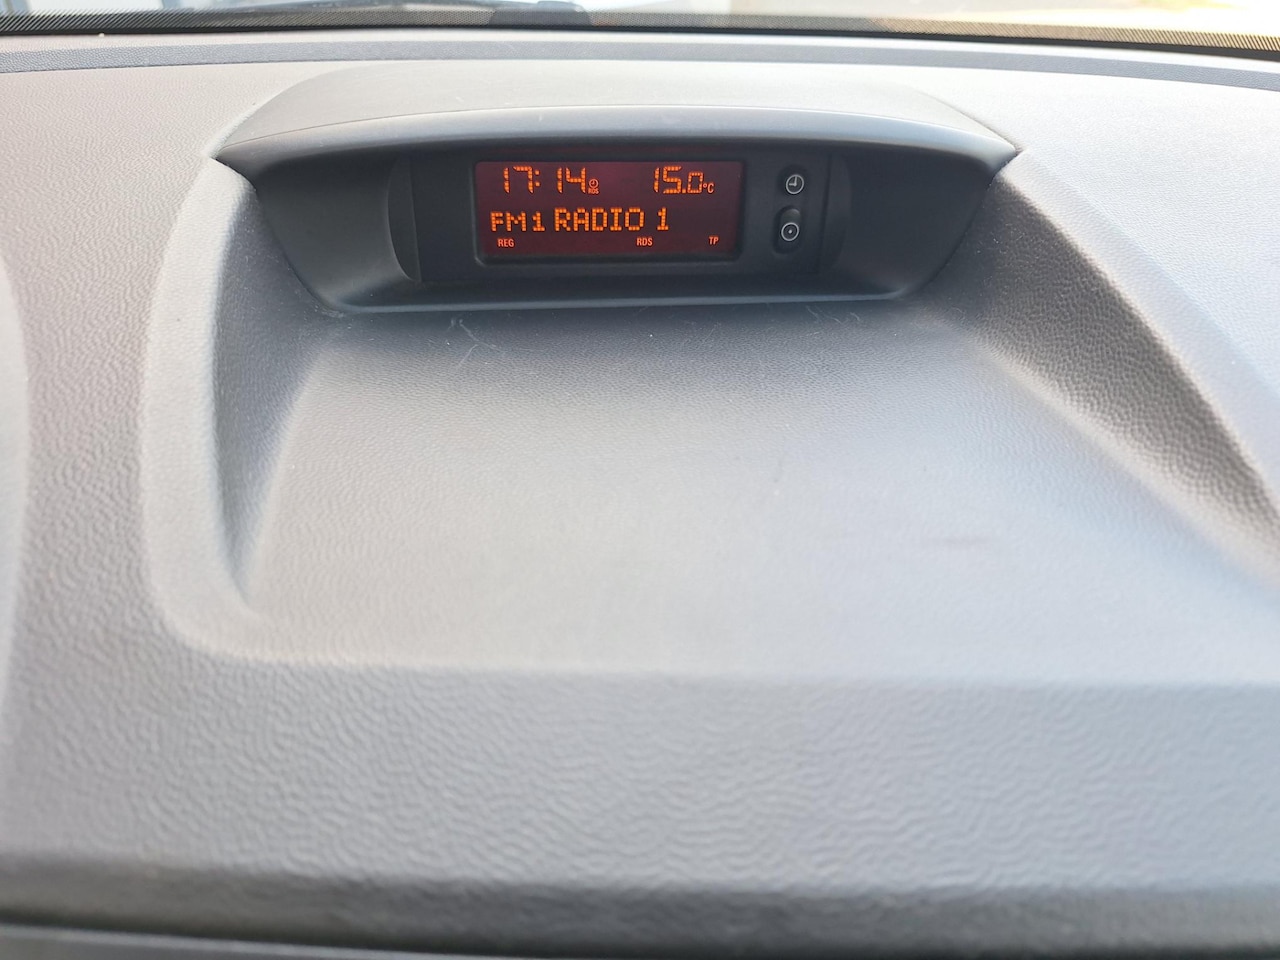 17:14 RDS 15.0°C
FM1 RADIO 1
REG RDS TP